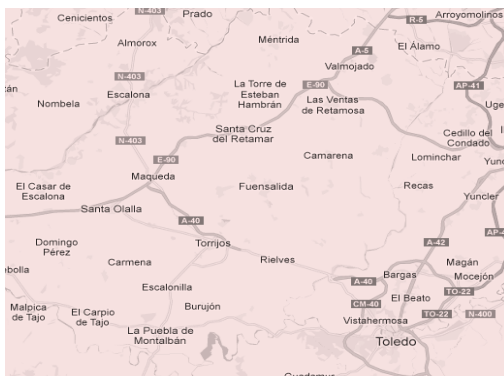 N-403
Prado
Cenicientos
R-5
Arroyomolinos
Almorox
Méntrida
A-5
El Álamo
Valmojado
N-403
La Torre de
Esteban
Hambrán
E-90
AP-41
Escalona
Nombela
Las Ventas
de Retamosa
Santa Cruz
del Retamar
Cedillo del
Condado
N-403
E-90
Camarena
Lominchar
Maqueda
El Casar de
Escalona
Fuensalida
Recas
Yuncler
Santa Olalla
A-40
Domingo
Pérez
Torrijos
A-42
Carmena
Rielves
Bargas
Magán
Mocejón
A-40
Escalonilla
TO-22
El Beato
CM-40
Malpica
de Tajo
El Carpio
de Tajo
Burujón
TO-22
N-400
Vistahermosa
La Puebla de
Montalbán
Toledo